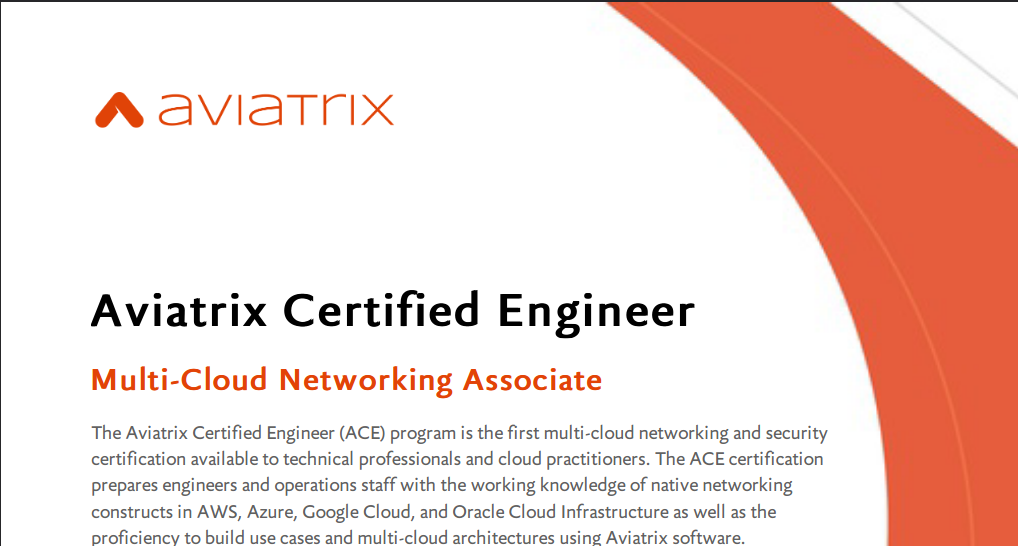 aviatrix
Aviatrix Certified Engineer
Multi-Cloud Networking Associate
The Aviatrix Certified Engineer (ACE) program is the first multi-cloud networking and security
certification available to technical professionals and cloud practitioners. The ACE certification
prepares engineers and operations staff with the working knowledge of native networking
constructs in AWS, Azure, Google Cloud, and Oracle Cloud Infrastructure as well as the
proficiency to build use cases and multi-cloud architectures using Aviatrix software.